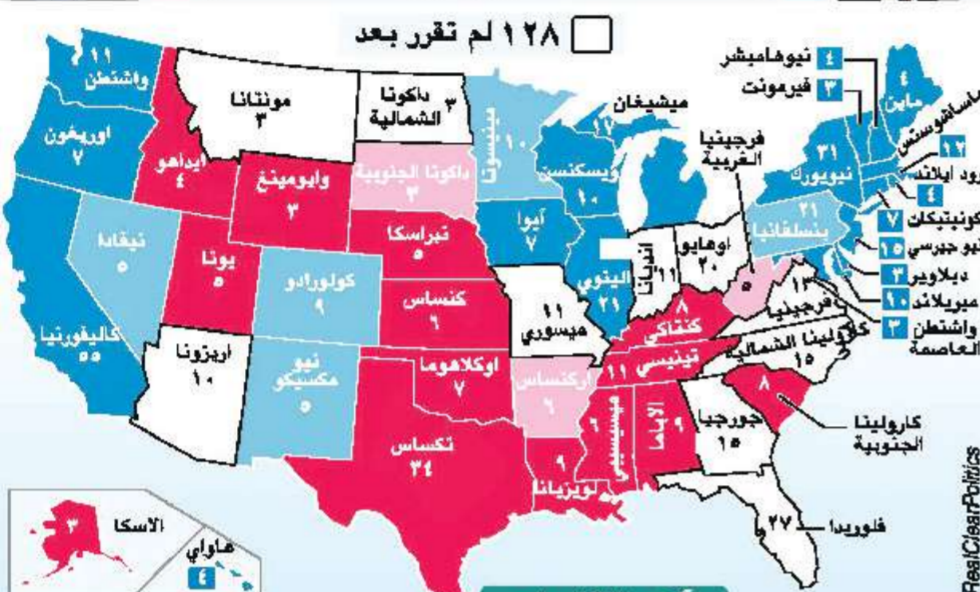 ١٢٨ لم تقرر بعد
١١
واشنطن
اوريغون
٧
كاليفورنيا
٥٥
نيفادا
٥
ايداهو
٤
مونتانا
٣
وايومينغ
٣
يوتا
٥
اريزونا
١٠
كولورادو
٩
نيو
مكسيكو
٥
داكوتا
الشمالية
٣
داكوتا الجنوبية
٣
نبراسكا
٥
كنساس
٦
اوكلاهوما
٧
تكساس
٣٤
مينيسوتا
١٠
آيوا
٧
ميسوري
١١
اركنساس
٦
٩
لويزيانا
ويسكنسن
١٠
الينوي
٢١
ميشيغان
١٧
انديانا
١١
اوهايو
٢٠
٨
كنتاكي
تينيسي
١١
ميسيسيبي
الاباما
٩
جورجيا
١٥
فلوريدا
٢٧
٨
كارولينا
الجنوبية
كارولينا الشمالية
١٥
فرجينيا
١٣
فرجينيا
الغربية
٥
٢١
بنسلفانيا
٣١
نيويورك
٤
ماين
نيوهامبشر
٤
فيرمونت
٣
ماساشوستس
١٢
رود ايلاند
٤
كونيتيكان
٧
نيوجيرسي
١٥
ديلاوير
٣
ميريلاند
١٠
واشنطن
العاصمة
٣
الاسكا
٣
هاواي
٤
RealClearPolitics